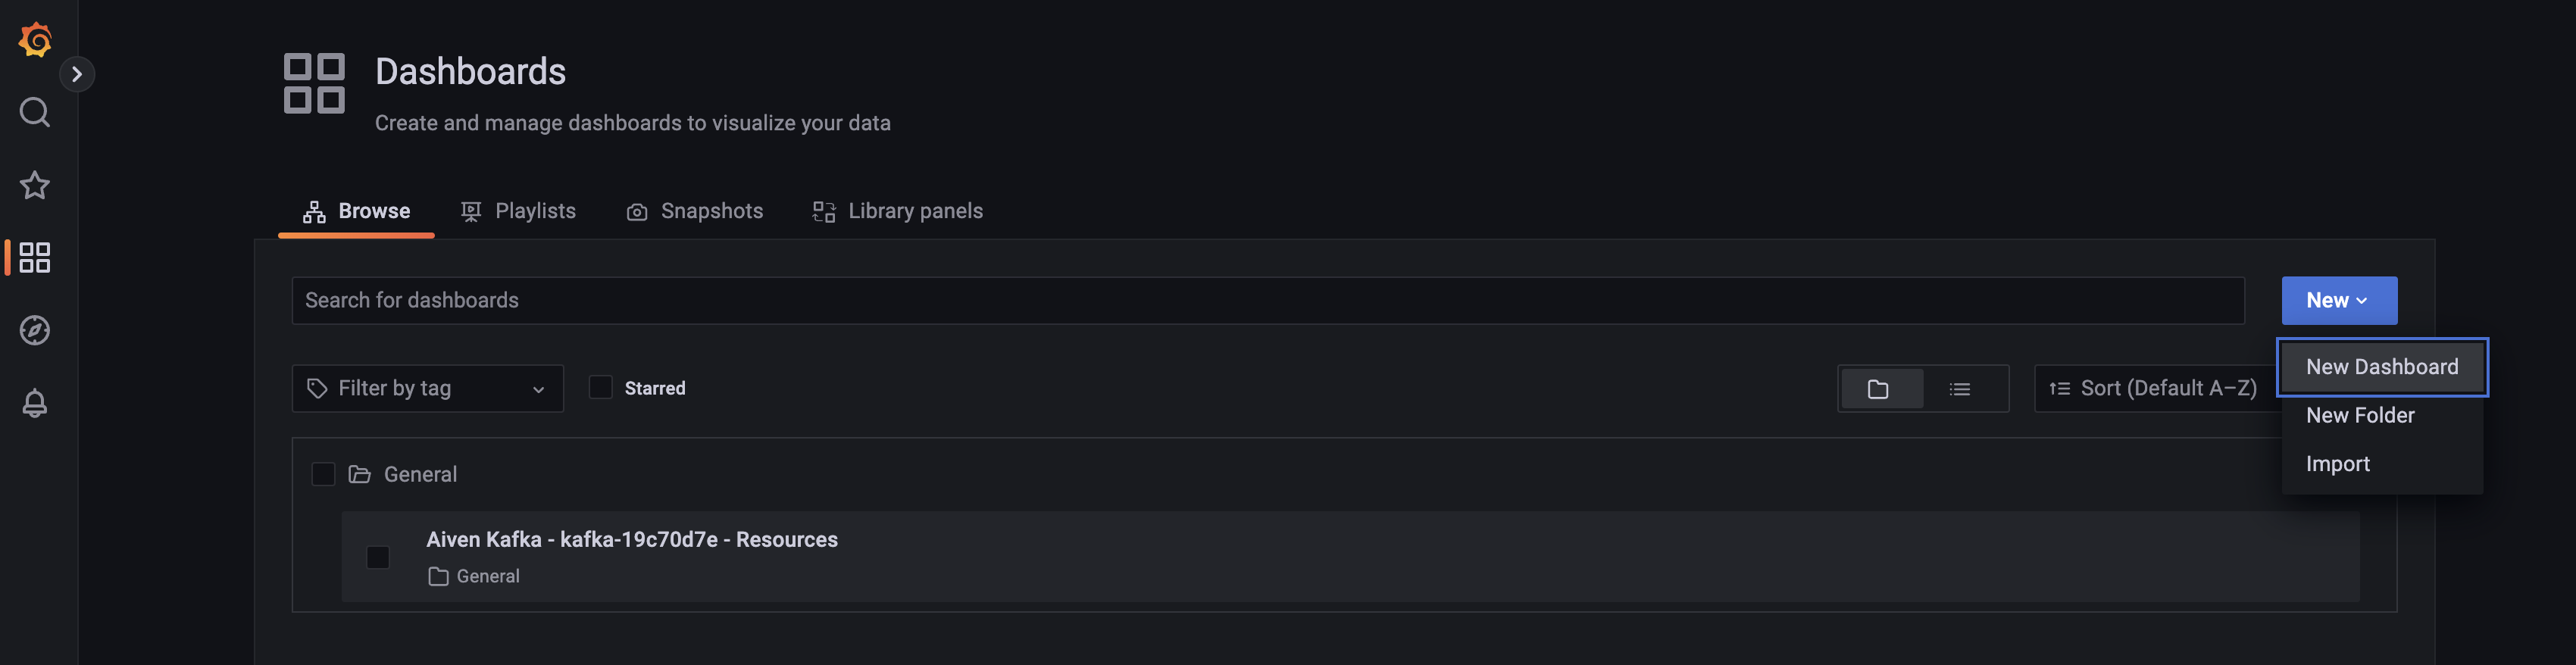 Dashboards
Create and manage dashboards to visualize your data
Browse Playlists Snapshots Library panels
Search for dashboards
New
Filter by tag
Starred
Sort (Default A–Z)
New Dashboard
New Folder
Import
General
Aiven Kafka - kafka-19c70d7e - Resources
General